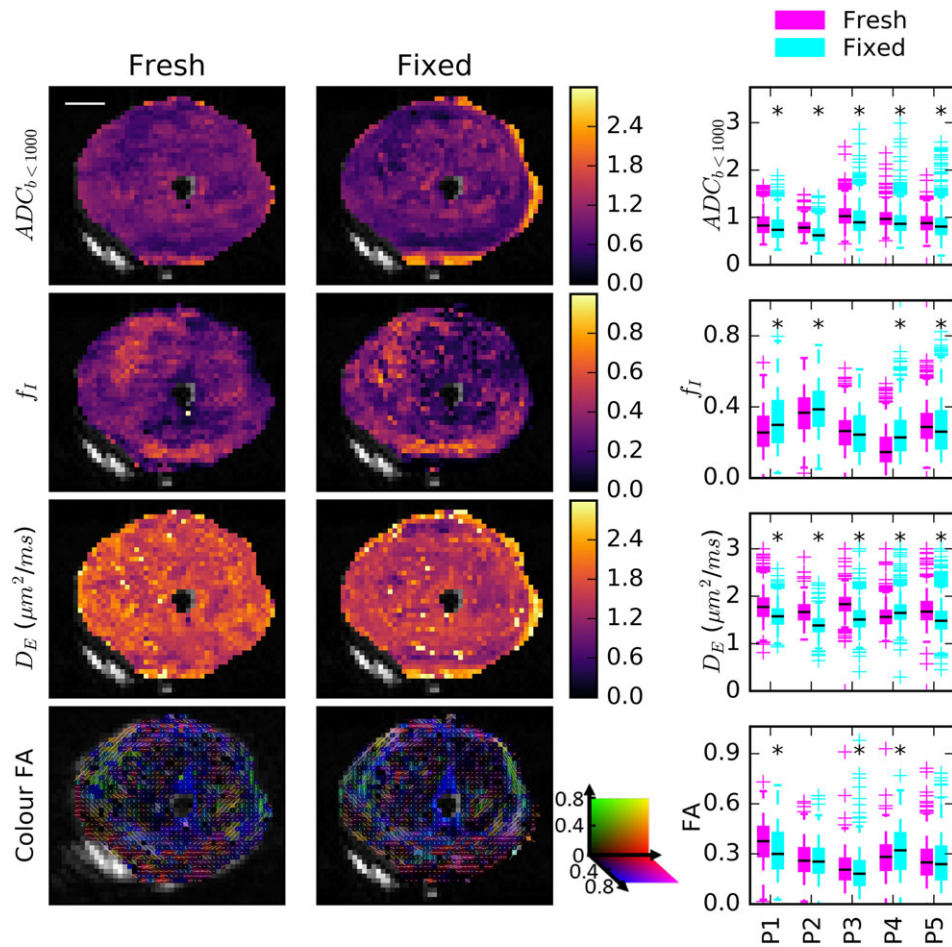 Fresh
Fixed
Fresh Fixed
ADC_{b<1000}
2.4
1.8
1.2
0.6
0.0
ADC_{b<1000}
3
2
1
0
* * * * *
f_I
0.8
0.6
0.4
0.2
0.0
f_I
0.8
0.4
0.0
* * * *
D_E (μm²/ms)
2.4
1.8
1.2
0.6
0.0
D_E (μm²/ms)
3
2
1
0
* * * * *
Colour FA
0.8
0.4
0
0.4
0.8
FA
0.9
0.6
0.3
0.0
* * *
P1 P2 P3 P4 P5